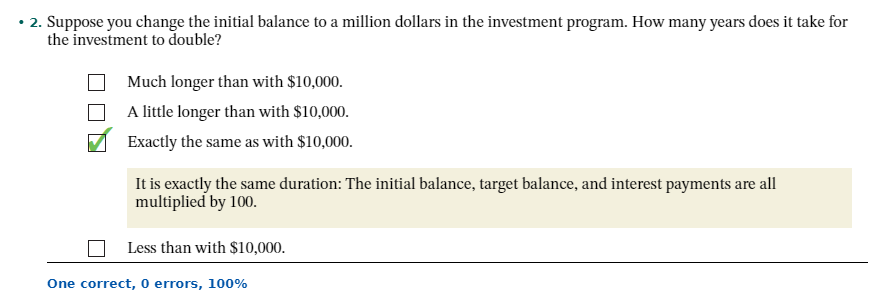 • 2. Suppose you change the initial balance to a million dollars in the investment program. How many years does it take for
the investment to double?
Much longer than with $10,000.
A little longer than with $10,000.
Exactly the same as with $10,000.
It is exactly the same duration: The initial balance, target balance, and interest payments are all
multiplied by 100.
Less than with $10,000.
One correct, 0 errors, 100%